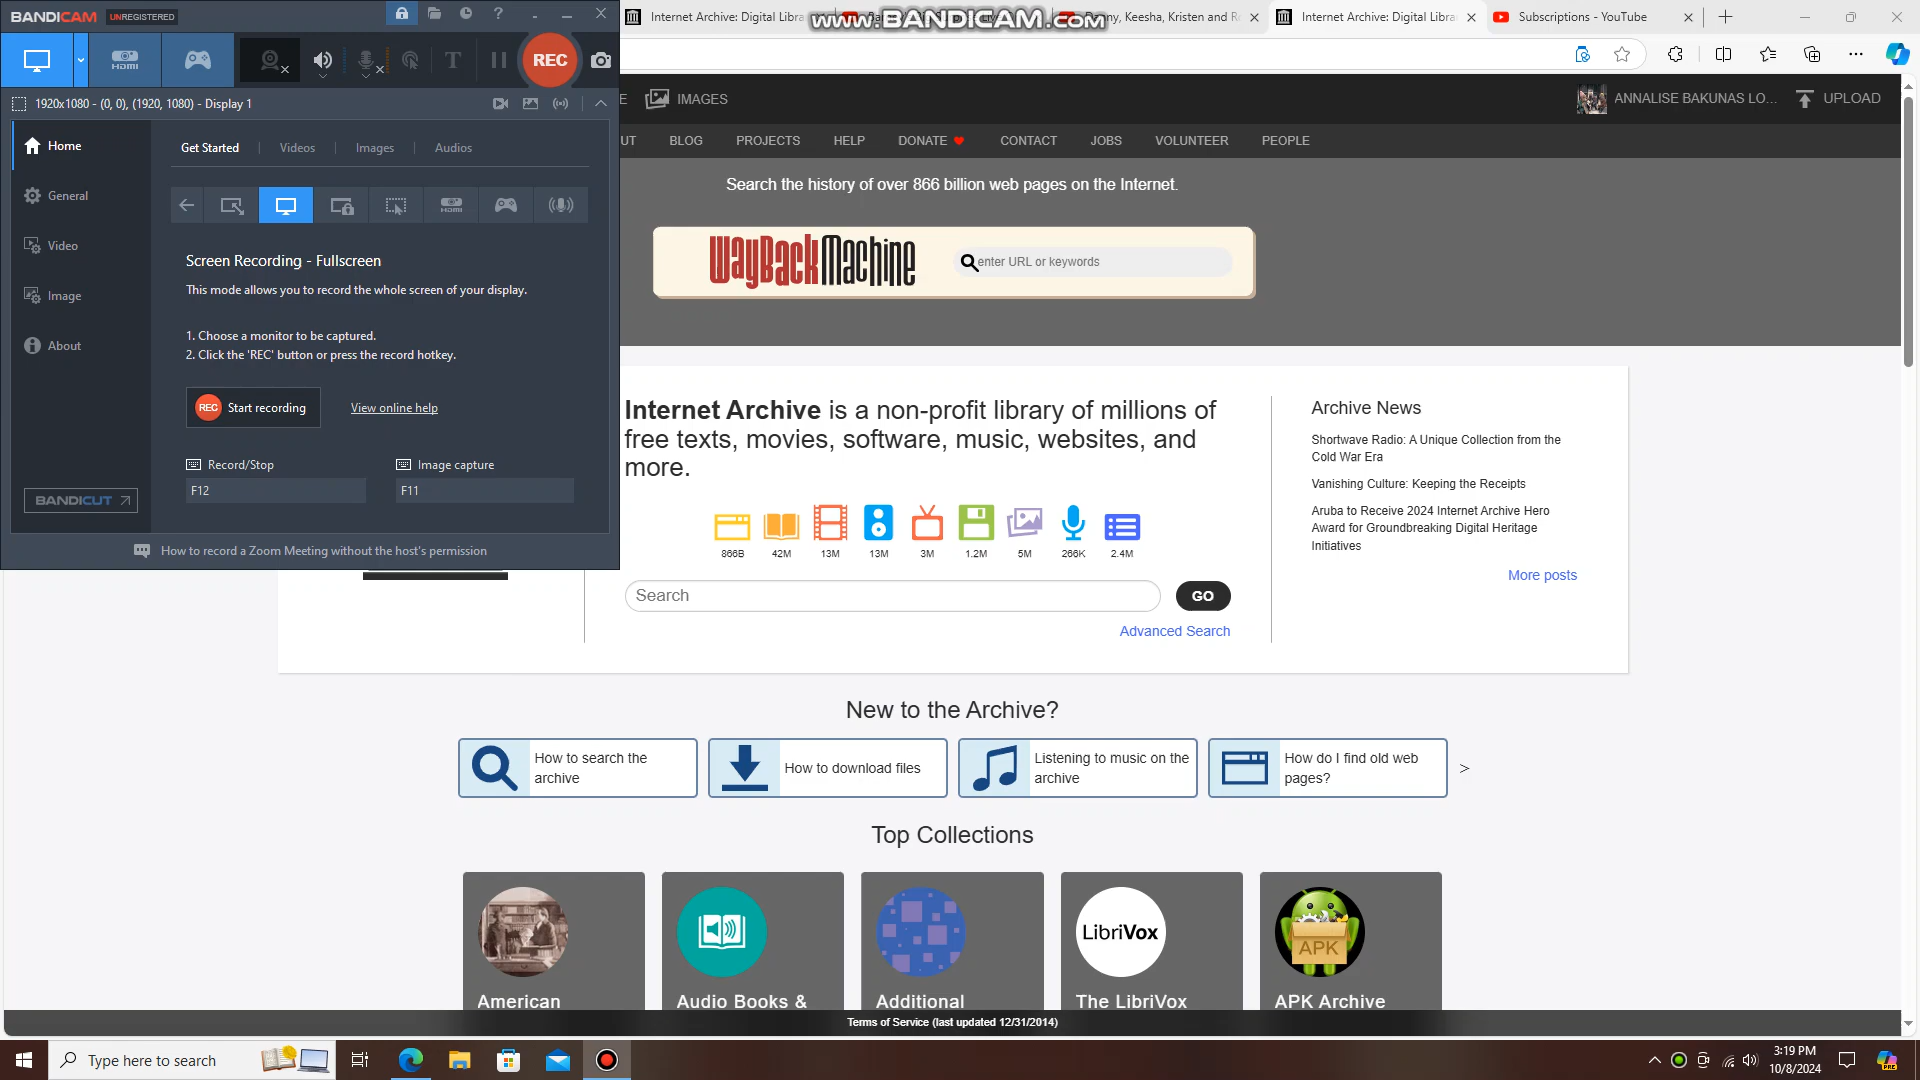 BANDICAM UNREGISTERED
Internet Archive: Digital Libra
Danny, Keesha, Kristen and R
Internet Archive: Digital Librar
Subscriptions - YouTube
www.BANDICAM.com
HDMI
T
REC
1920x1080 - (0, 0), (1920, 1080) - Display 1
E
IMAGES
ANNALISE BAKUNAS LO...
UPLOAD
UT
BLOG
PROJECTS
HELP
DONATE
CONTACT
JOBS
VOLUNTEER
PEOPLE
Home
General
Video
Image
About
BANDICUT
Get Started
Videos
Images
Audios
HDMI
Screen Recording - Fullscreen
This mode allows you to record the whole screen of your display.
1. Choose a monitor to be captured.
2. Click the 'REC' button or press the record hotkey.
REC Start recording
View online help
Record/Stop
Image capture
F12
F11
How to record a Zoom Meeting without the host's permission
Search the history of over 866 billion web pages on the Internet.
WayBackMachine
enter URL or keywords
Internet Archive is a non-profit library of millions of
free texts, movies, software, music, websites, and
more.
866B
42M
13M
13M
3M
1.2M
5M
266K
2.4M
Search
GO
Advanced Search
Archive News
Shortwave Radio: A Unique Collection from the
Cold War Era
Vanishing Culture: Keeping the Receipts
Aruba to Receive 2024 Internet Archive Hero
Award for Groundbreaking Digital Heritage
Initiatives
More posts
New to the Archive?
How to search the
archive
How to download files
Listening to music on the
archive
How do I find old web
pages?
>
Top Collections
LibriVox
APK
American
Audio Books &
Additional
The LibriVox
APK Archive
Terms of Service (last updated 12/31/2014)
Type here to search
3:19 PM
10/8/2024
PRE